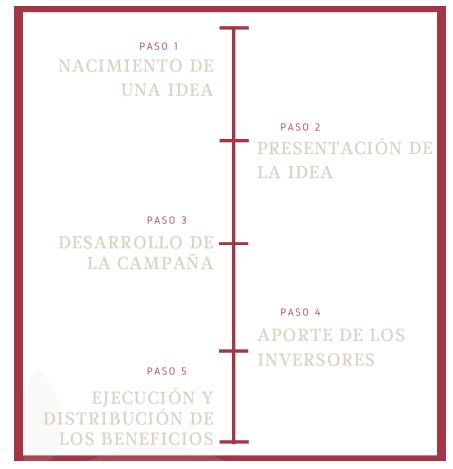 PASO 1
NACIMIENTO DE
UNA IDEA
PASO 2
PRESENTACIÓN DE
LA IDEA
PASO 3
DESARROLLO DE
LA CAMPAÑA
PASO 4
APORTE DE LOS
INVERSORES
PASO 5
EJECUCIÓN Y
DISTRIBUCIÓN DE
LOS BENEFICIOS